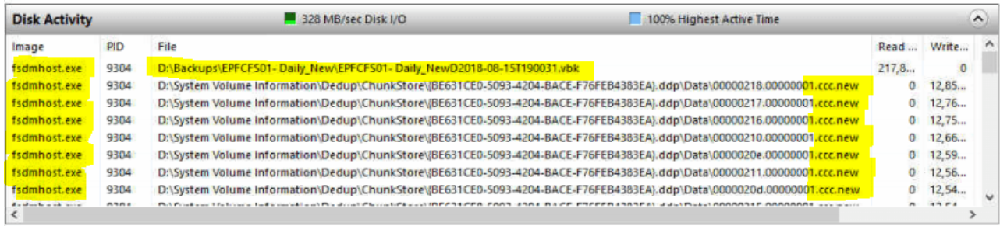 Disk Activity 328 MB/sec Disk I/O 100% Highest Active Time
Image PID File Read ... Write...
fsdmhost.exe 9304 D:\Backups\EPFCFS01- Daily_New\EPFCFS01- Daily_NewD2018-08-15T190031.vbk 217,8... 0
fsdmhost.exe 9304 D:\System Volume Information\Dedup\ChunkStore\{BE631CE0-5093-4204-BACE-F76FEB4383EA}.ddp\Data\00000218.00000001.ccc.new 0 12,85...
fsdmhost.exe 9304 D:\System Volume Information\Dedup\ChunkStore\{BE631CE0-5093-4204-BACE-F76FEB4383EA}.ddp\Data\00000217.00000001.ccc.new 0 12,76...
fsdmhost.exe 9304 D:\System Volume Information\Dedup\ChunkStore\{BE631CE0-5093-4204-BACE-F76FEB4383EA}.ddp\Data\00000216.00000001.ccc.new 0 12,75...
fsdmhost.exe 9304 D:\System Volume Information\Dedup\ChunkStore\{BE631CE0-5093-4204-BACE-F76FEB4383EA}.ddp\Data\00000210.00000001.ccc.new 0 12,66...
fsdmhost.exe 9304 D:\System Volume Information\Dedup\ChunkStore\{BE631CE0-5093-4204-BACE-F76FEB4383EA}.ddp\Data\0000020e.00000001.ccc.new 0 12,59...
fsdmhost.exe 9304 D:\System Volume Information\Dedup\ChunkStore\{BE631CE0-5093-4204-BACE-F76FEB4383EA}.ddp\Data\00000211.00000001.ccc.new 0 12,56...
fsdmhost.exe 9304 D:\System Volume Information\Dedup\ChunkStore\{BE631CE0-5093-4204-BACE-F76FEB4383EA}.ddp\Data\0000020d.00000001.ccc.new 0 12,54...